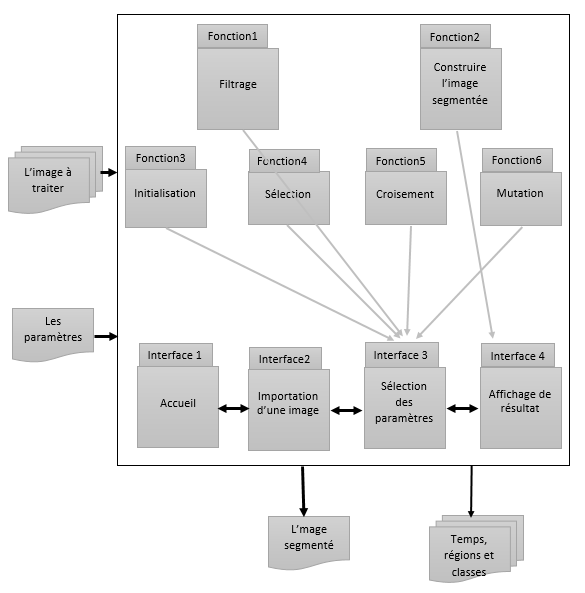 Fonction1
Filtrage
Fonction2
Construire
l'image
segmentée
L'image à
traiter
Fonction3
Initialisation
Fonction4
Sélection
Fonction5
Croisement
Fonction6
Mutation
Les
paramètres
Interface 1
Accueil
Interface2
Importation
d'une image
Interface 3
Sélection
des
paramètres
Interface 4
Affichage de
résultat
L'mage
segmenté
Temps,
régions et
classes